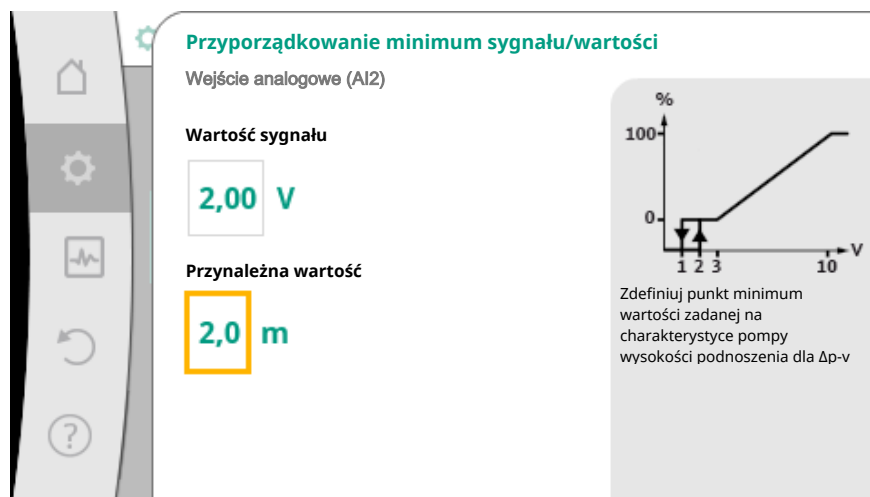 Przyporządkowanie minimum sygnału/wartości
Wejście analogowe (AI2)
Wartość sygnału
2,00 V
Przynależna wartość
2,0 m
%
100
0
1 2 3 10 V
Zdefiniuj punkt minimum
wartości zadanej na
charakterystyce pompy
wysokości podnoszenia dla Δp-v
?